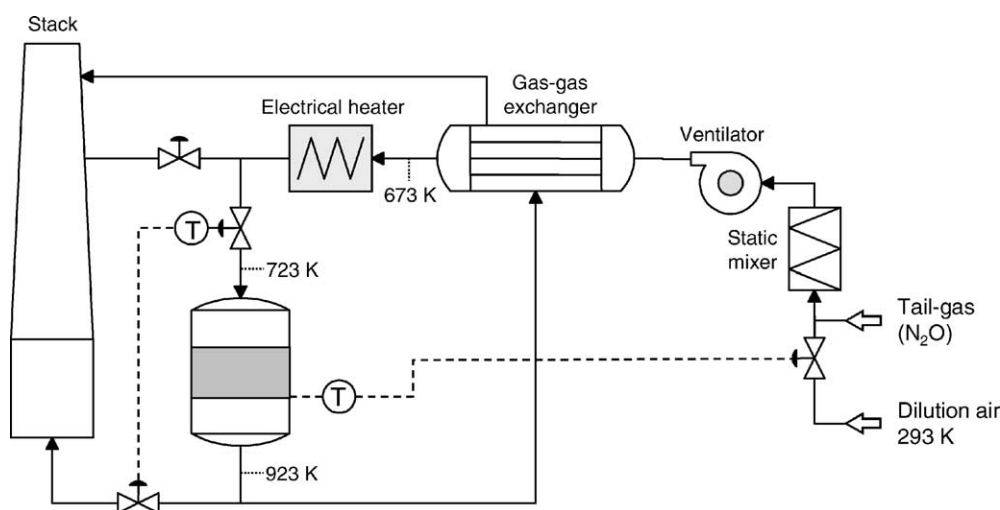 Stack
Gas-gas
exchanger
Electrical heater
Ventilator
673 K
T
Static
mixer
723 K
Tail-gas
(N₂O)
T
Dilution air
293 K
923 K